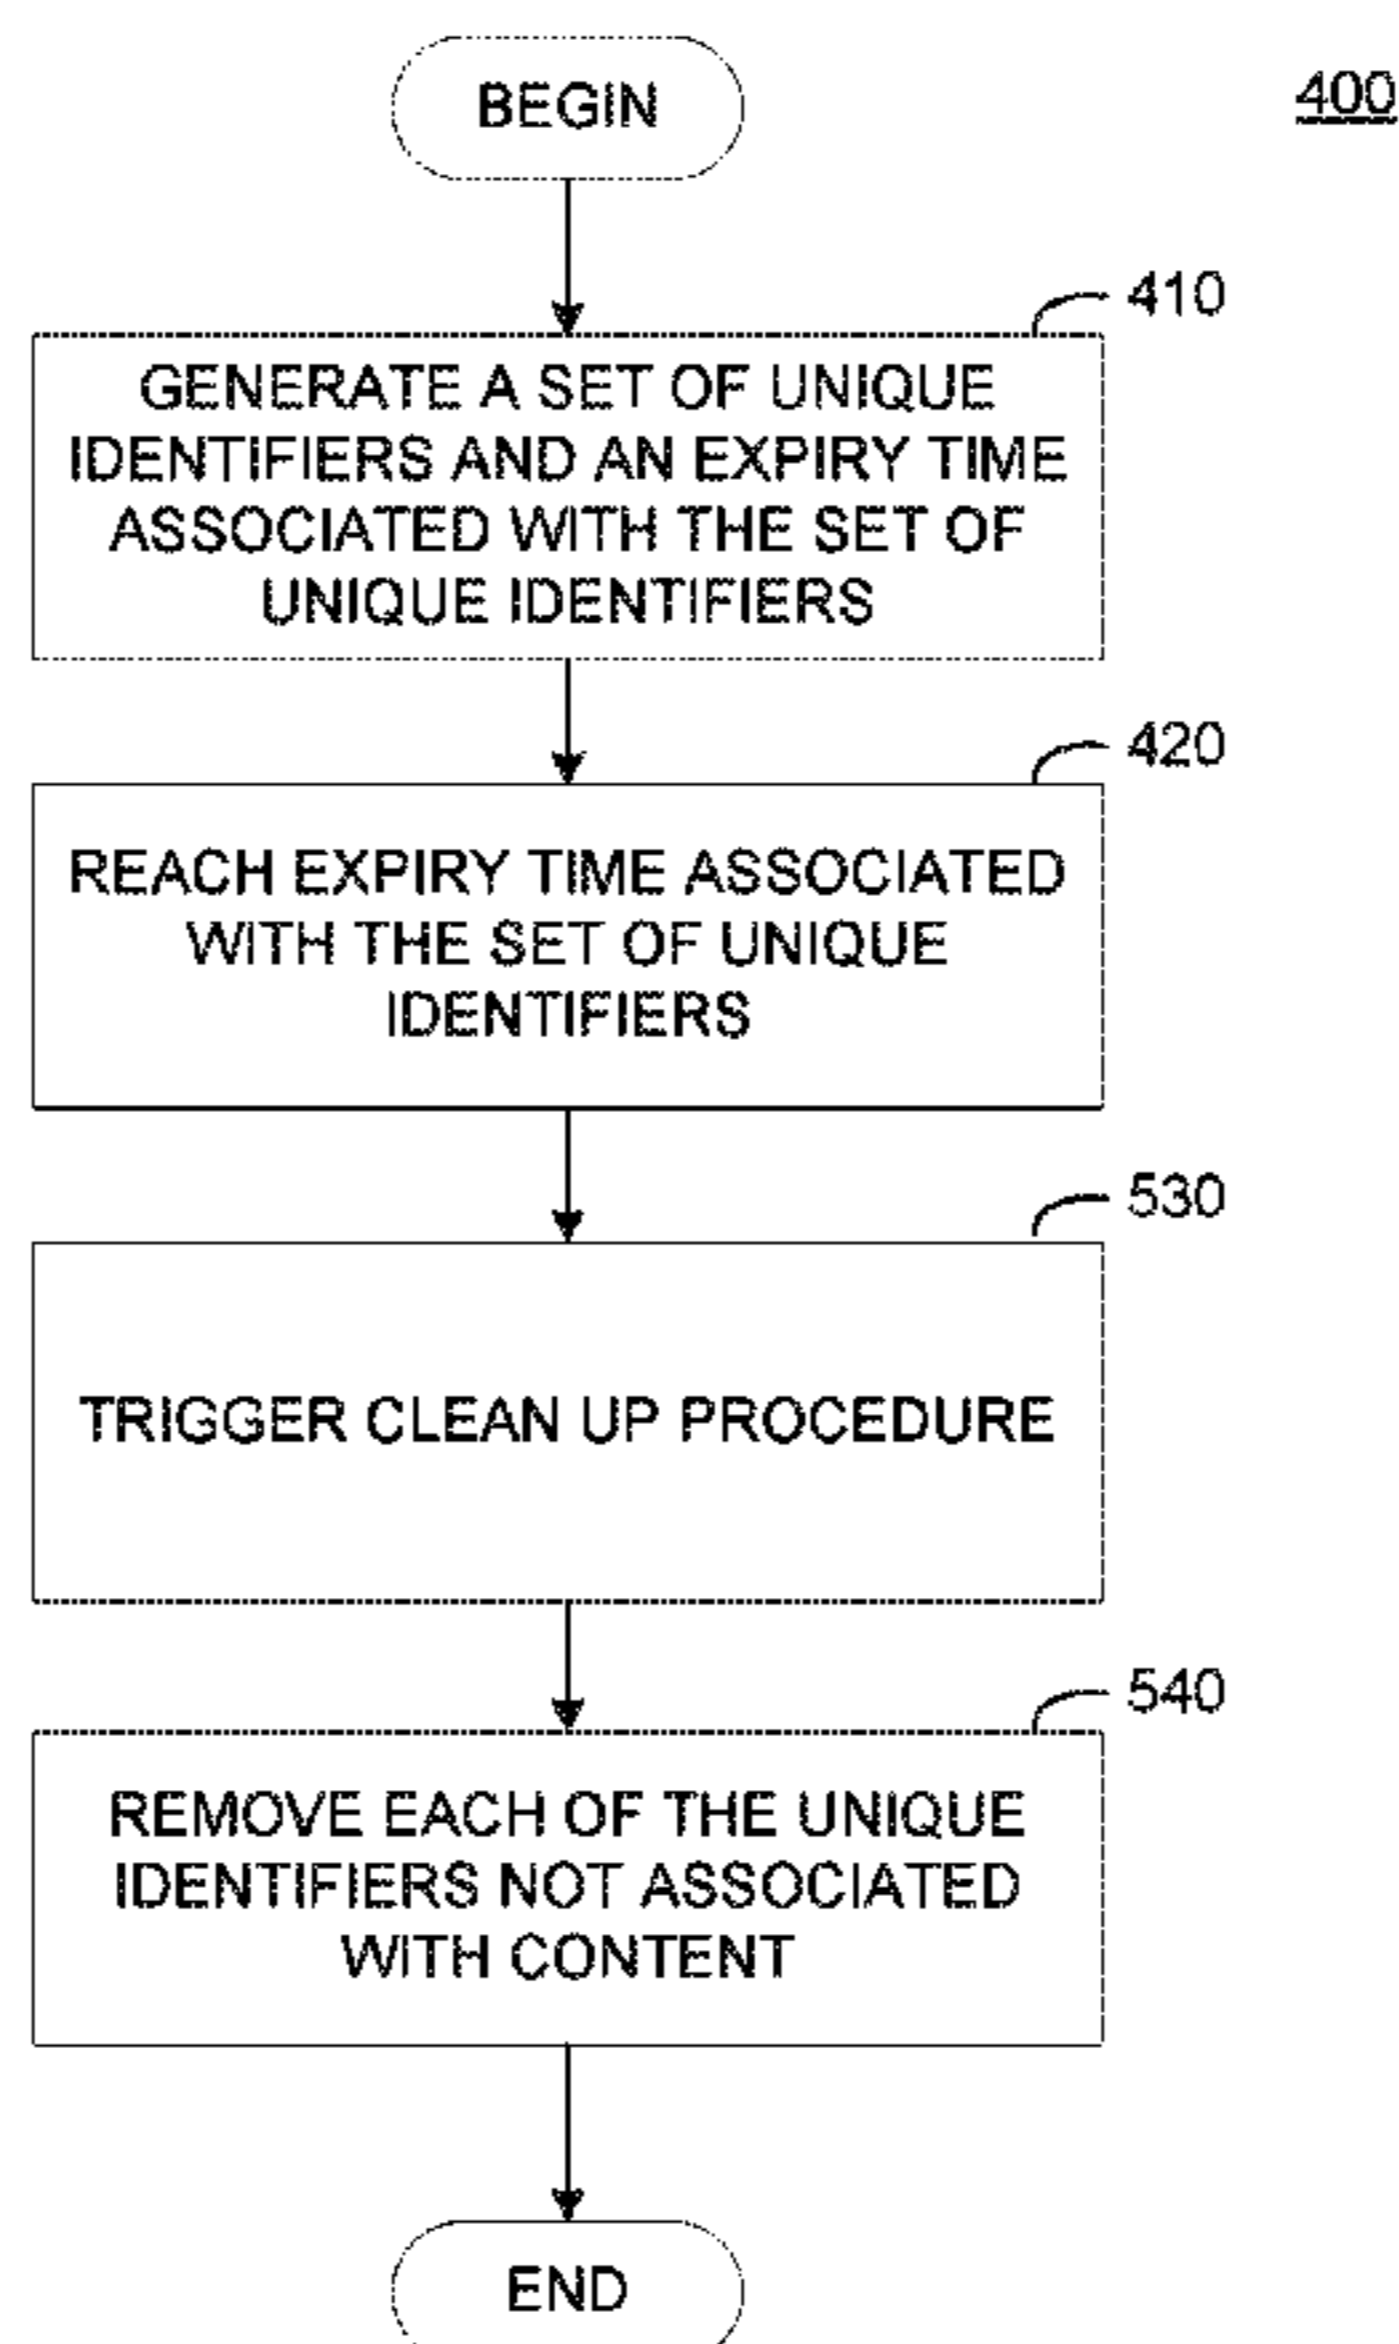 BEGIN
400
410
GENERATE A SET OF UNIQUE
IDENTIFIERS AND AN EXPIRY TIME
ASSOCIATED WITH THE SET OF
UNIQUE IDENTIFIERS
420
REACH EXPIRY TIME ASSOCIATED
WITH THE SET OF UNIQUE
IDENTIFIERS
530
TRIGGER CLEAN UP PROCEDURE
540
REMOVE EACH OF THE UNIQUE
IDENTIFIERS NOT ASSOCIATED
WITH CONTENT
END